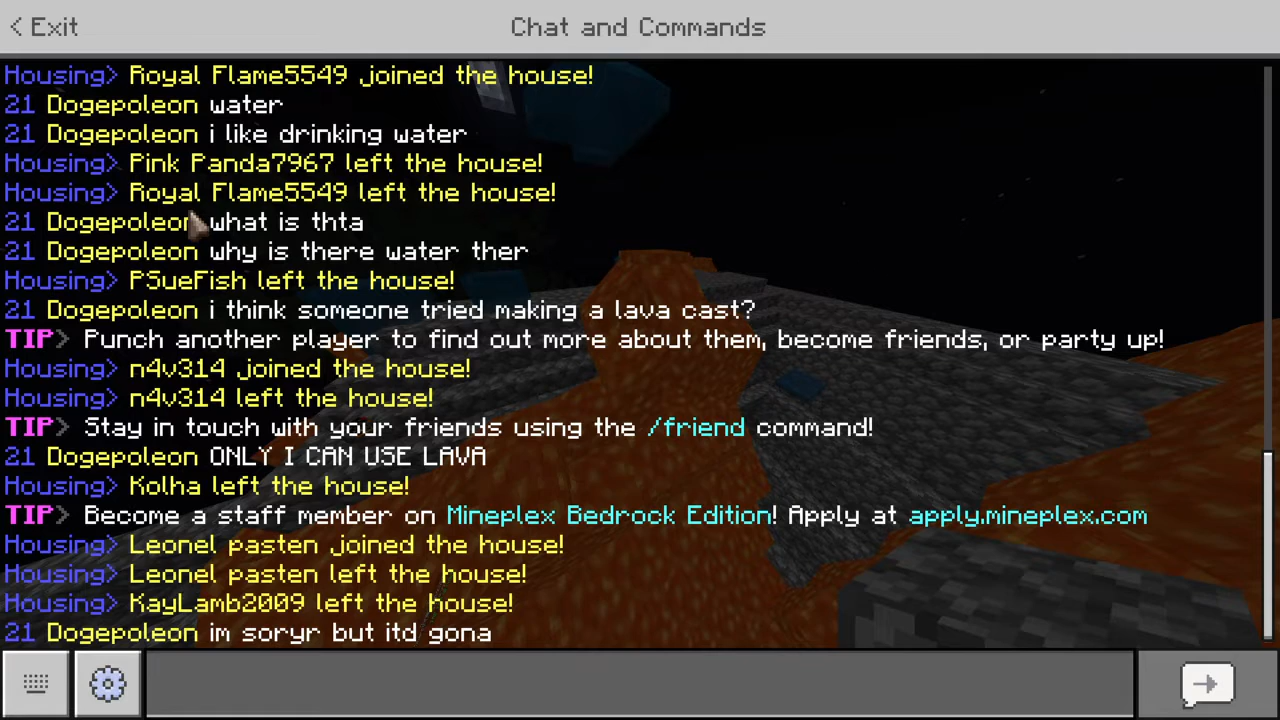 < Exit
Chat and Commands
Housing> Royal Flame5549 joined the house!
21 Dogepoleon water
21 Dogepoleon i like drinking water
Housing> Pink Panda7967 left the house!
Housing> Royal Flame5549 left the house!
21 Dogepoleon what is thta
21 Dogepoleon why is there water ther
Housing> PSueFish left the house!
21 Dogepoleon i think someone tried making a lava cast?
TIP> Punch another player to find out more about them, become friends, or party up!
Housing> n4v314 joined the house!
Housing> n4v314 left the house!
TIP> Stay in touch with your friends using the /friend command!
21 Dogepoleon ONLY I CAN USE LAVA
Housing> Kolha left the house!
TIP> Become a staff member on Mineplex Bedrock Edition! Apply at apply.mineplex.com
Housing> Leonel pasten joined the house!
Housing> Leonel pasten left the house!
Housing> KayLamb2009 left the house!
21 Dogepoleon im soryr but itd gona